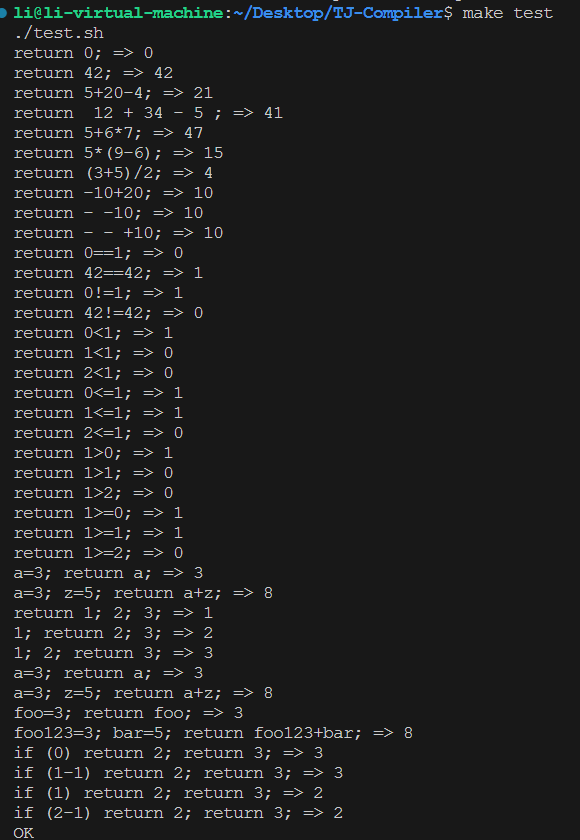 li@li-virtual-machine:~/Desktop/TJ-Compiler$ make test
./test.sh
return 0; => 0
return 42; => 42
return 5+20-4; => 21
return  12 + 34 - 5 ; => 41
return 5+6*7; => 47
return 5*(9-6); => 15
return (3+5)/2; => 4
return -10+20; => 10
return - -10; => 10
return - - +10; => 10
return 0==1; => 0
return 42==42; => 1
return 0!=1; => 1
return 42!=42; => 0
return 0<1; => 1
return 1<1; => 0
return 2<1; => 0
return 0<=1; => 1
return 1<=1; => 1
return 2<=1; => 0
return 1>0; => 1
return 1>1; => 0
return 1>2; => 0
return 1>=0; => 1
return 1>=1; => 1
return 1>=2; => 0
a=3; return a; => 3
a=3; z=5; return a+z; => 8
return 1; 2; 3; => 1
1; return 2; 3; => 2
1; 2; return 3; => 3
a=3; return a; => 3
a=3; z=5; return a+z; => 8
foo=3; return foo; => 3
foo123=3; bar=5; return foo123+bar; => 8
if (0) return 2; return 3; => 3
if (1-1) return 2; return 3; => 3
if (1) return 2; return 3; => 2
if (2-1) return 2; return 3; => 2
OK